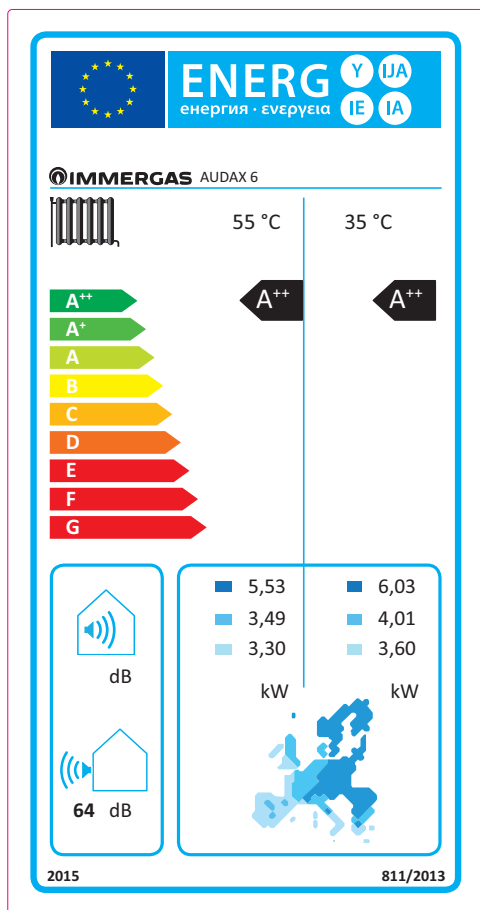 ENERG
енергия · ενεργεια
Y IJA
IE IA
IMMERGAS AUDAX 6
55 °C 35 °C
A++ A++
A++
A+
A
B
C
D
E
F
G
5,53 6,03
3,49 4,01
3,30 3,60
kW kW
dB
64 dB
2015 811/2013